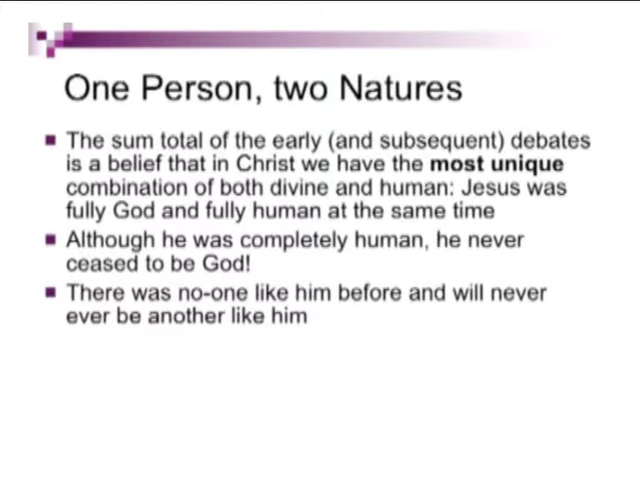 One Person, two Natures
The sum total of the early (and subsequent) debates
is a belief that in Christ we have the most unique
combination of both divine and human: Jesus was
fully God and fully human at the same time
Although he was completely human, he never
ceased to be God!
There was no-one like him before and will never
ever be another like him